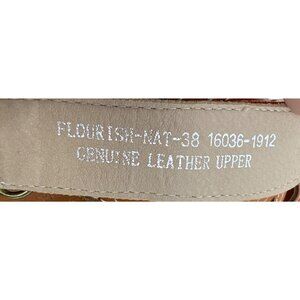 FLOURISH-NAT-38 16036-1912
GENUINE LEATHER UPPER